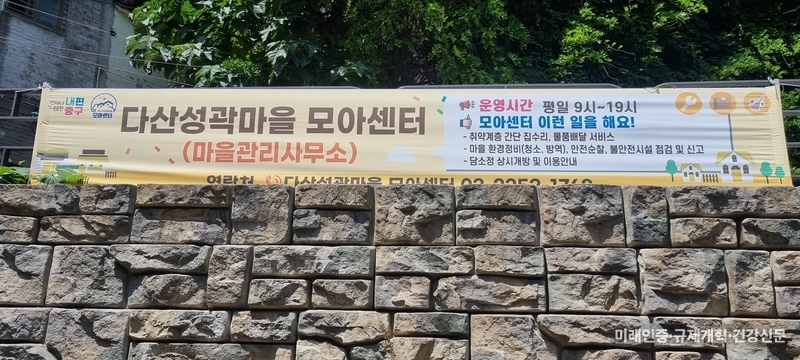 언제나 든든한
내편
중구
모아센터
다산성곽마을 모아센터
(마을관리사무소)
운영시간 평일 9시~19시
모아센터 이런 일을 해요!
- 취약계층 간단 집수리, 물품배달 서비스
- 마을 환경정비(청소, 방역), 안전순찰, 불안전시설 점검 및 신고
- 담소정 상시개방 및 이용안내
연락처 다산성곽마을 모아센터
미래인증·규제개혁·건강신문